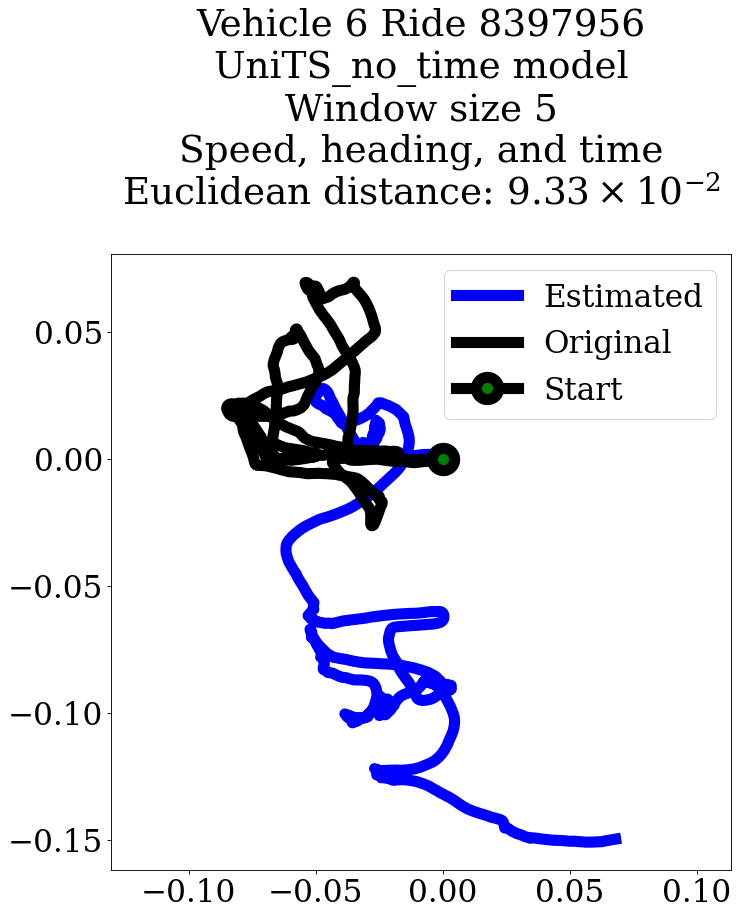 Vehicle 6 Ride 8397956
UniTS_no_time model
Window size 5
Speed, heading, and time
Euclidean distance: 9.33 × 10⁻²
Estimated
Original
Start
0.05
0.00
−0.05
−0.10
−0.15
−0.10 −0.05 0.00 0.05 0.10